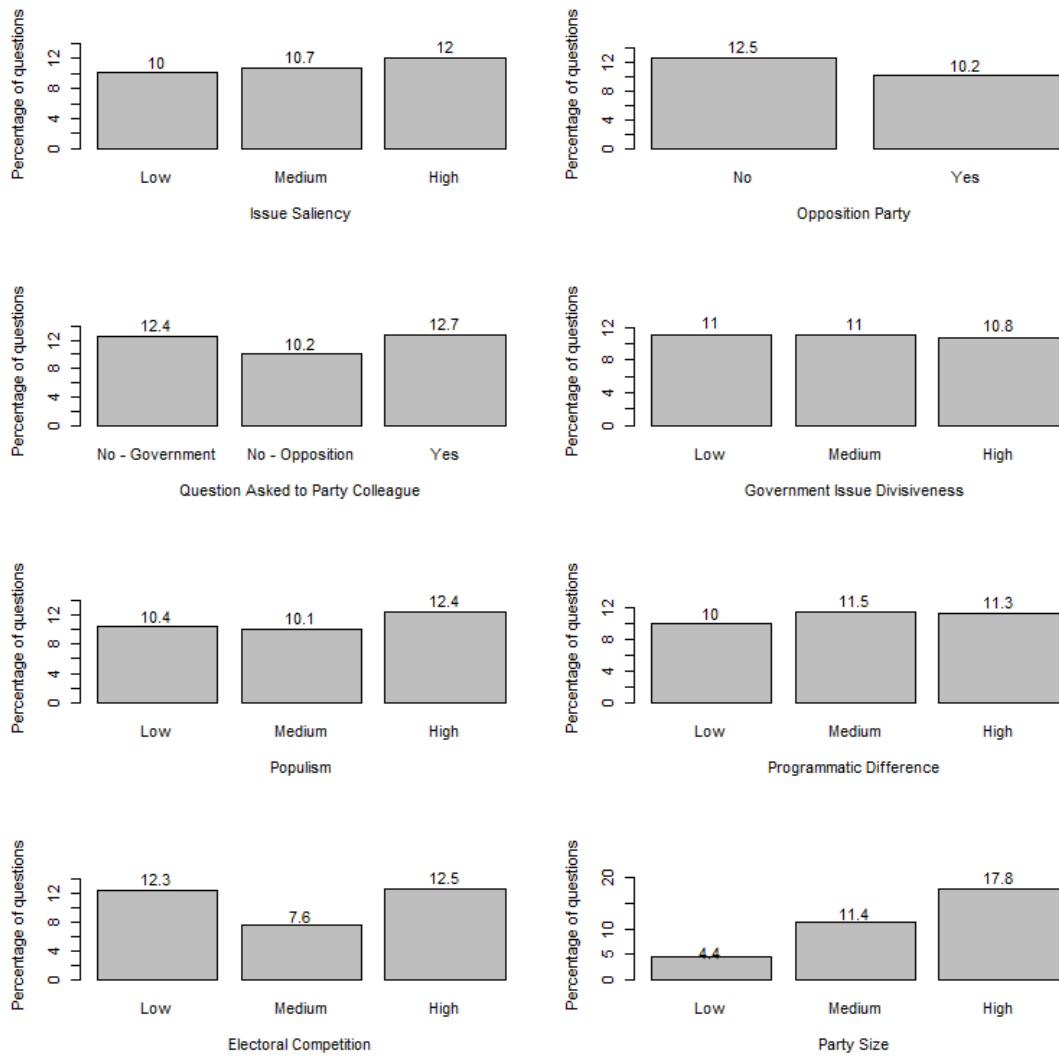 Percentage of questions
0 4 8 12
10 10.7 12
Low Medium High
Issue Saliency
Percentage of questions
0 4 8 12
12.5 10.2
No Yes
Opposition Party
Percentage of questions
0 4 8 12
12.4 10.2 12.7
No - Government No - Opposition Yes
Question Asked to Party Colleague
Percentage of questions
0 4 8 12
11 11 10.8
Low Medium High
Government Issue Divisiveness
Percentage of questions
0 4 8 12
10.4 10.1 12.4
Low Medium High
Populism
Percentage of questions
0 4 8 12
10 11.5 11.3
Low Medium High
Programmatic Difference
Percentage of questions
0 4 8 12
12.3 7.6 12.5
Low Medium High
Electoral Competition
Percentage of questions
0 5 10 20
4.4 11.4 17.8
Low Medium High
Party Size